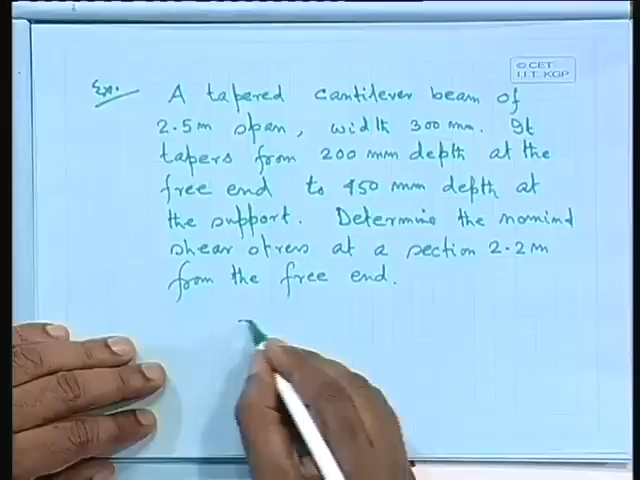 © CET
I.I.T. KGP
Ex.
A tapered cantilever beam of
2.5m span, width 300 mm. It
tapers from 200 mm depth at the
free end to 450 mm depth at
the support. Determine the nominal
shear stress at a section 2.2m
from the free end.